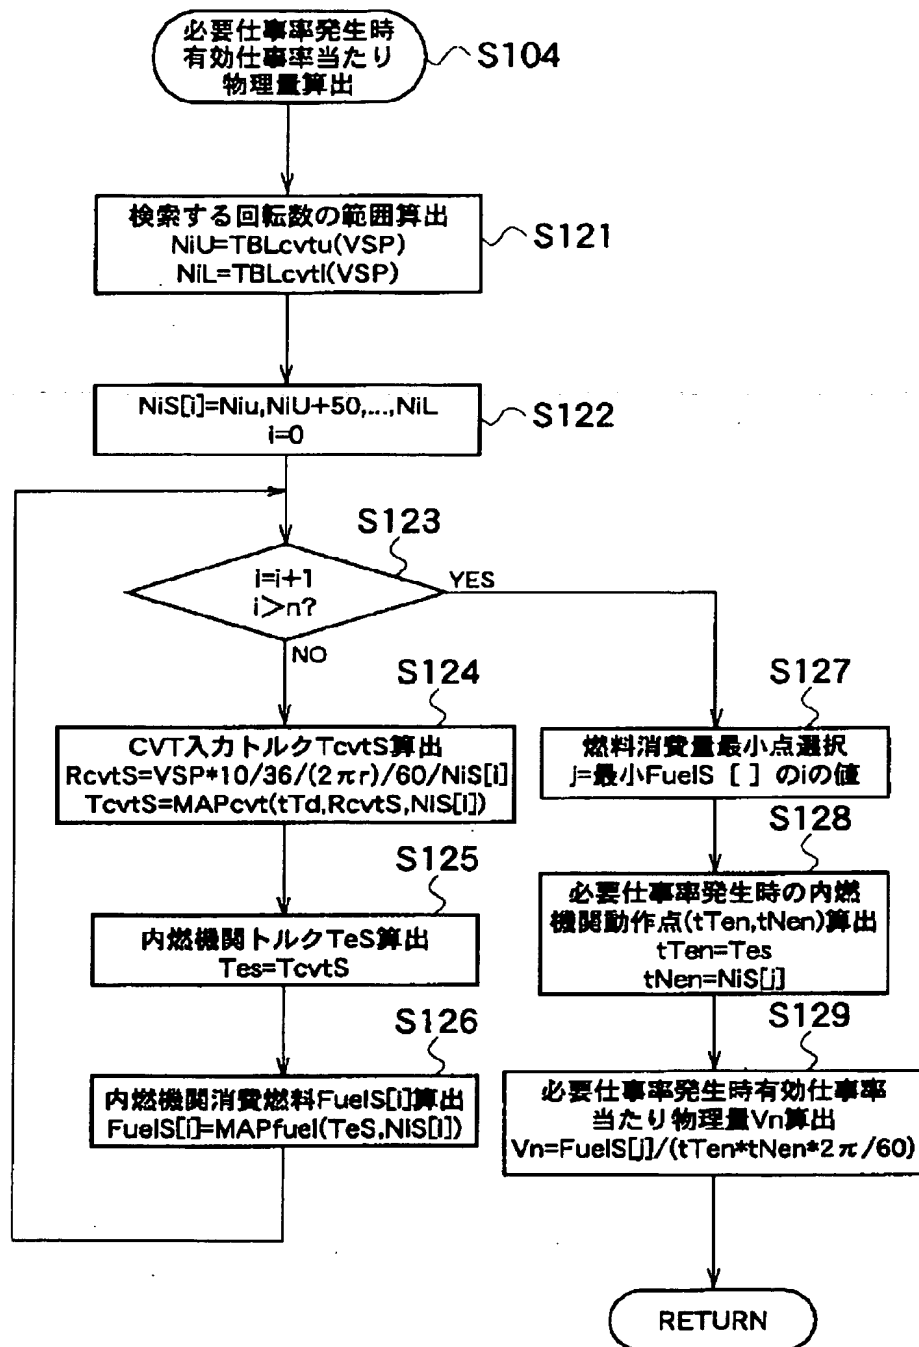 必要仕事率発生時
有効仕事率当たり
物理量算出
S104
検索する回転数の範囲算出
NiU=TBLcvtu(VSP)
NiL=TBLcvtl(VSP)
S121
NiS[i]=Niu,NiU+50,...,NiL
i=0
S122
S123
i=i+1
i>n?
YES
NO
S124
CVT入力トルクTcvtS算出
RcvtS=VSP*10/36/(2πr)/60/NiS[i]
TcvtS=MAPcvt(tTd,RcvtS,NiS[i])
S125
内燃機関トルクTeS算出
Tes=TcvtS
S126
内燃機関消費燃料FuelS[i]算出
FuelS[i]=MAPfuel(TeS,NiS[i])
S127
燃料消費量最小点選択
j=最小FuelS [ ] のiの値
S128
必要仕事率発生時の内燃
機関動作点(tTen,tNen)算出
tTen=Tes
tNen=NiS[j]
S129
必要仕事率発生時有効仕事率
当たり物理量Vn算出
Vn=FuelS[j]/(tTen*tNen*2π/60)
RETURN